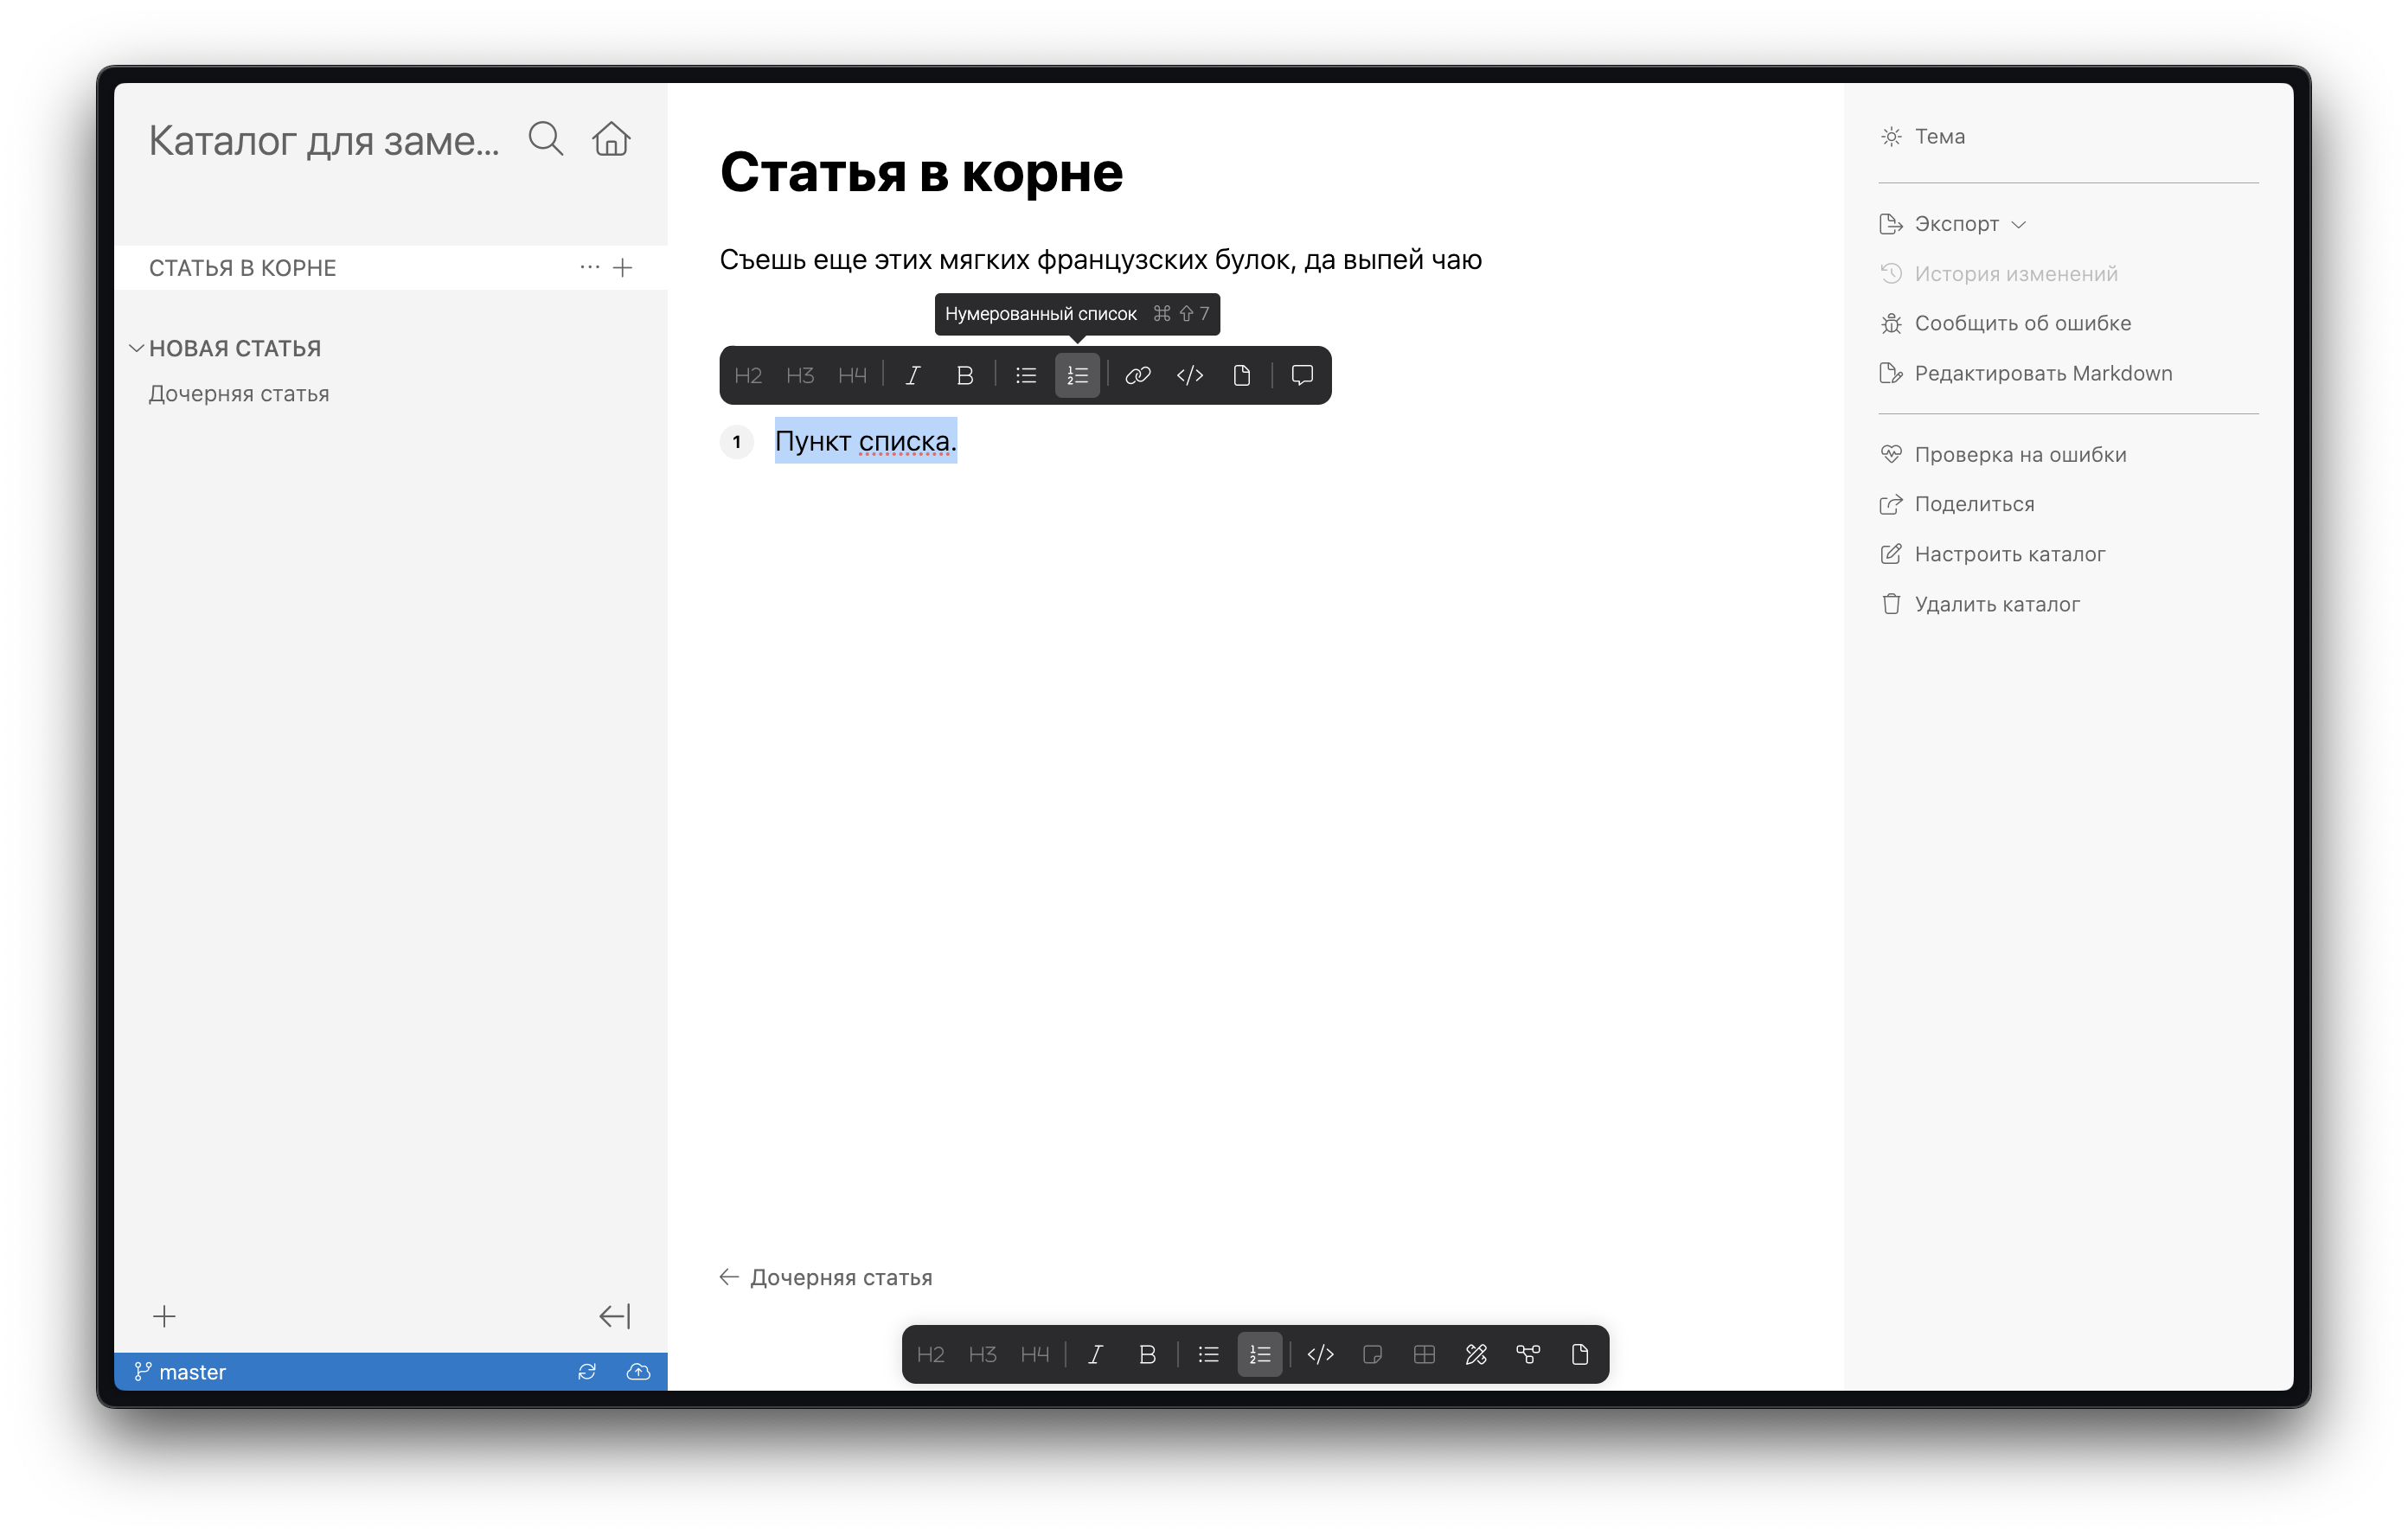 Каталог для заме...
СТАТЬЯ В КОРНЕ
НОВАЯ СТАТЬЯ
Дочерняя статья
master
Статья в корне
Съешь еще этих мягких французских булок, да выпей чаю
Нумерованный список ⌘ ⇧ 7
H2 H3 H4 I B
1 Пункт списка.
Дочерняя статья
H2 H3 H4 I B
Тема
Экспорт
История изменений
Сообщить об ошибке
Редактировать Markdown
Проверка на ошибки
Поделиться
Настроить каталог
Удалить каталог